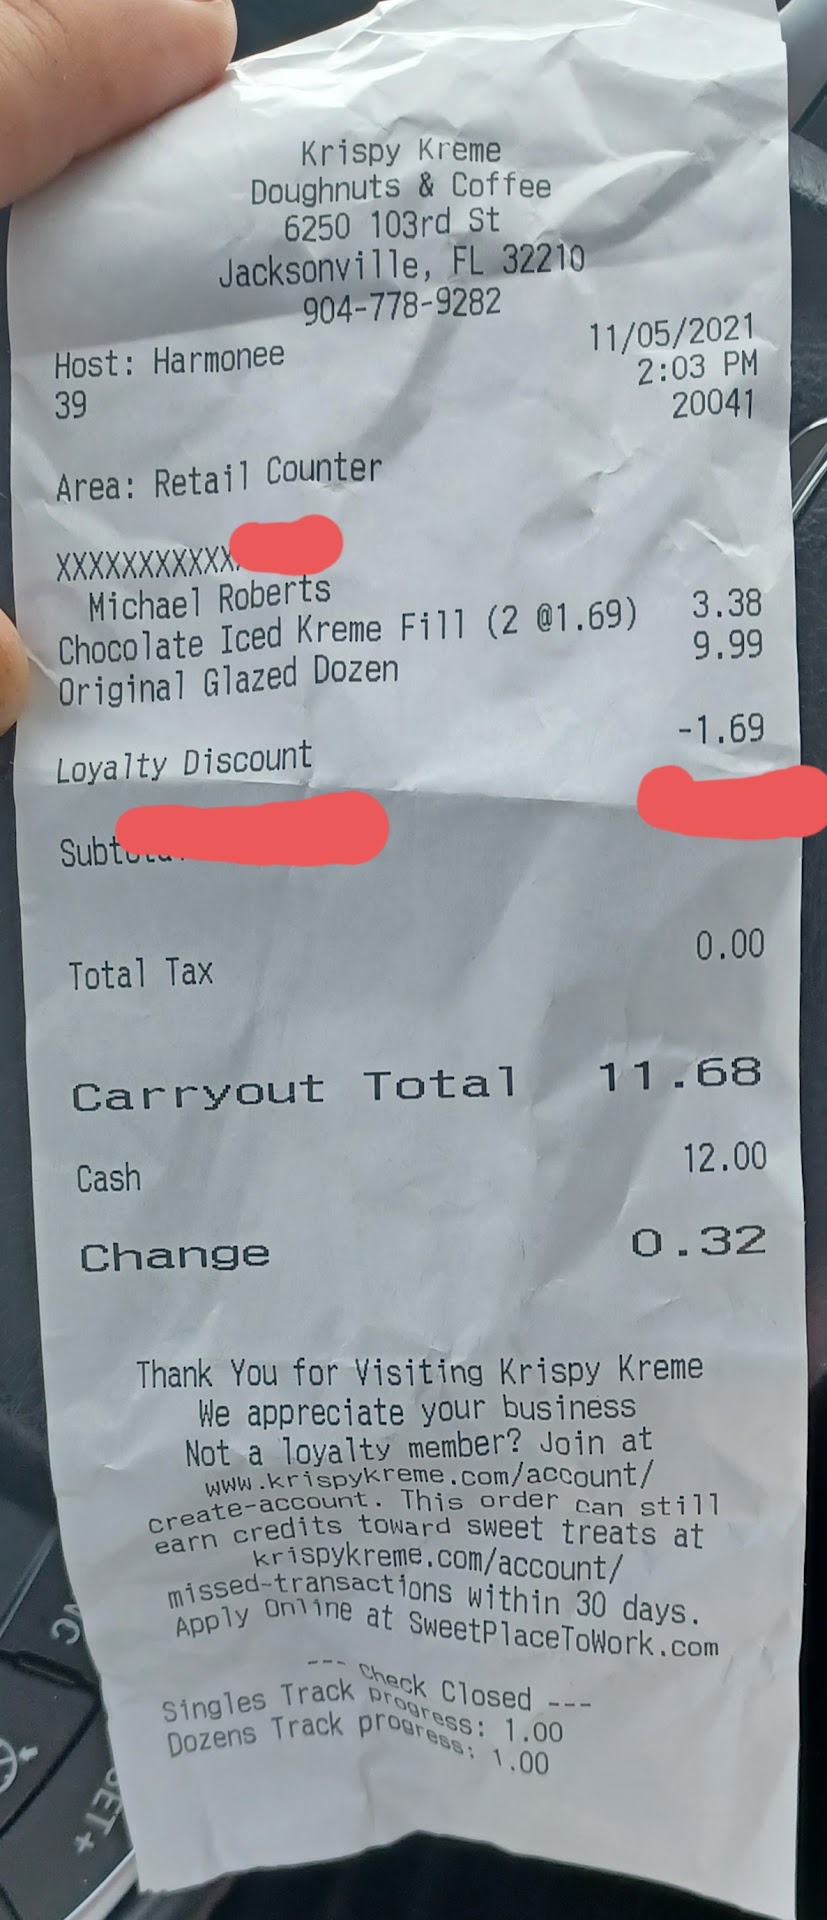 Krispy Kreme
Doughnuts & Coffee
6250 103rd St
Jacksonville, FL 32210
904-778-9282
11/05/2021
Host: Harmonee 2:03 PM
39 20041
Area: Retail Counter
XXXXXXXXXXX
Michael Roberts
Chocolate Iced Kreme Fill (2 @1.69) 3.38
Original Glazed Dozen 9.99
Loyalty Discount -1.69
Total Tax 0.00
Carryout Total 11.68
Cash 12.00
Change 0.32
Thank You for Visiting Krispy Kreme
We appreciate your business
Not a loyalty member? Join at
www.krispykreme.com/account/
create-account. This order can still
earn credits toward sweet treats at
krispykreme.com/account/
missed-transactions within 30 days.
Apply Online at SweetPlaceToWork.com
--- Check Closed ---
Singles Track progress: 1.00
Dozens Track progress: 1.00
SET +